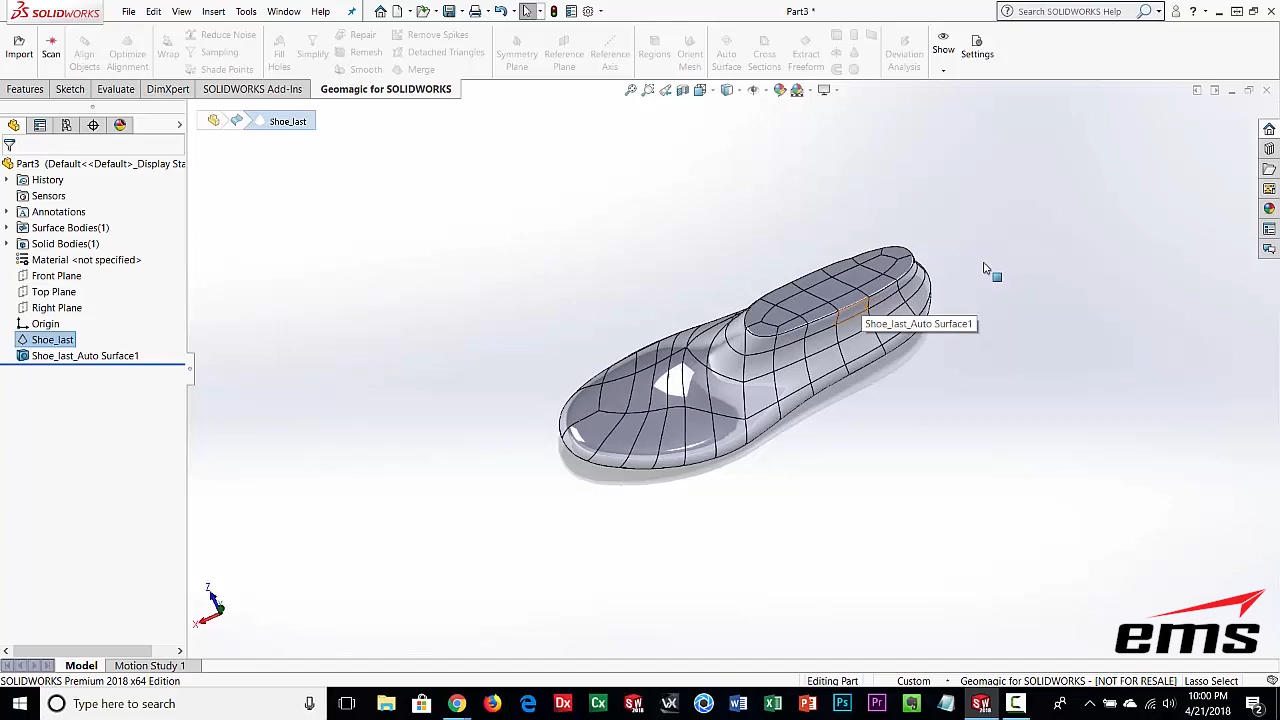 SOLIDWORKS
File Edit View Insert Tools Window Help
Part3 *
Search SOLIDWORKS Help
Import
Scan
Align Objects
Optimize Alignment
Reduce Noise
Sampling
Shade Points
Wrap
Fill Holes
Simplify
Repair
Remesh
Smooth
Remove Spikes
Detached Triangles
Merge
Symmetry Plane
Reference Plane
Reference Axis
Regions
Orient Mesh
Auto Surface
Cross Sections
Extract Freeform
Deviation Analysis
Show
Settings
Features Sketch Evaluate DimXpert SOLIDWORKS Add-Ins Geomagic for SOLIDWORKS
Shoe_last
Part3 (Default<<Default>_Display Sta
History
Sensors
Annotations
Surface Bodies(1)
Solid Bodies(1)
Material <not specified>
Front Plane
Top Plane
Right Plane
Origin
Shoe_last
Shoe_last_Auto Surface1
Shoe_last_Auto Surface1
Z
X
ems
Model Motion Study 1
SOLIDWORKS Premium 2018 x64 Edition
Editing Part Custom Geomagic for SOLIDWORKS - [NOT FOR RESALE] Lasso Select
Type here to search
10:00 PM
4/21/2018